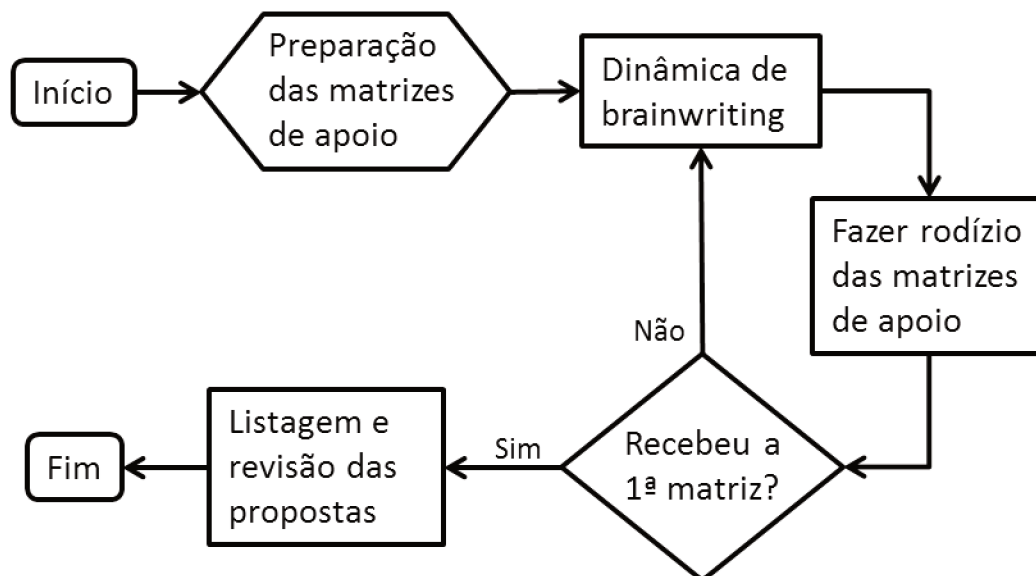 Início
Preparação
das matrizes
de apoio
Dinâmica de
brainwriting
Fazer rodízio
das matrizes
de apoio
Recebeu a
1ª matriz?
Não
Sim
Listagem e
revisão das
propostas
Fim